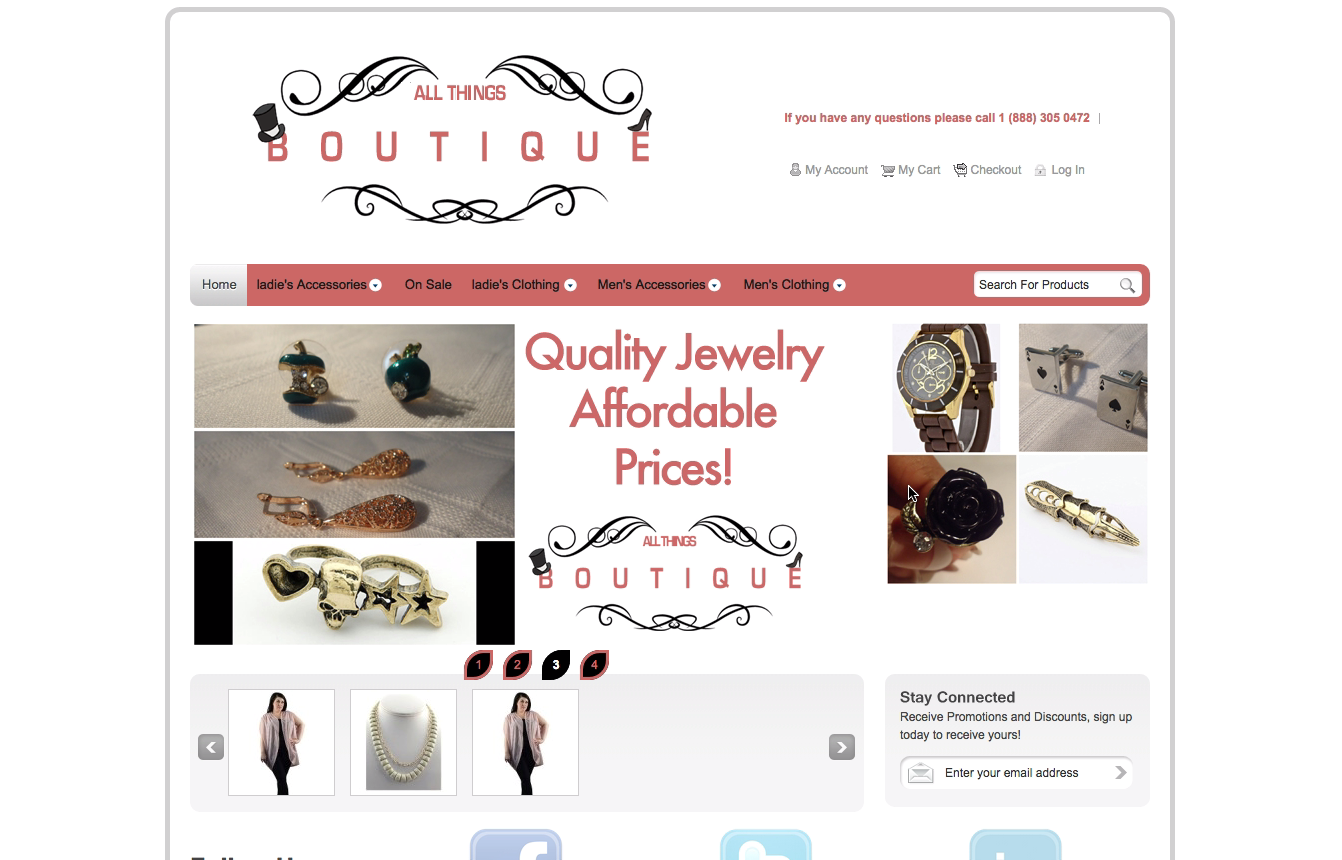 ALL THINGS
BOUTIQUE
If you have any questions please call 1 (888) 305 0472 |
My Account My Cart Checkout Log In
Home ladie's Accessories On Sale ladie's Clothing Men's Accessories Men's Clothing Search For Products
Quality Jewelry
Affordable
Prices!
ALL THINGS
BOUTIQUE
1 2 3 4
Stay Connected
Receive Promotions and Discounts, sign up
today to receive yours!
Enter your email address